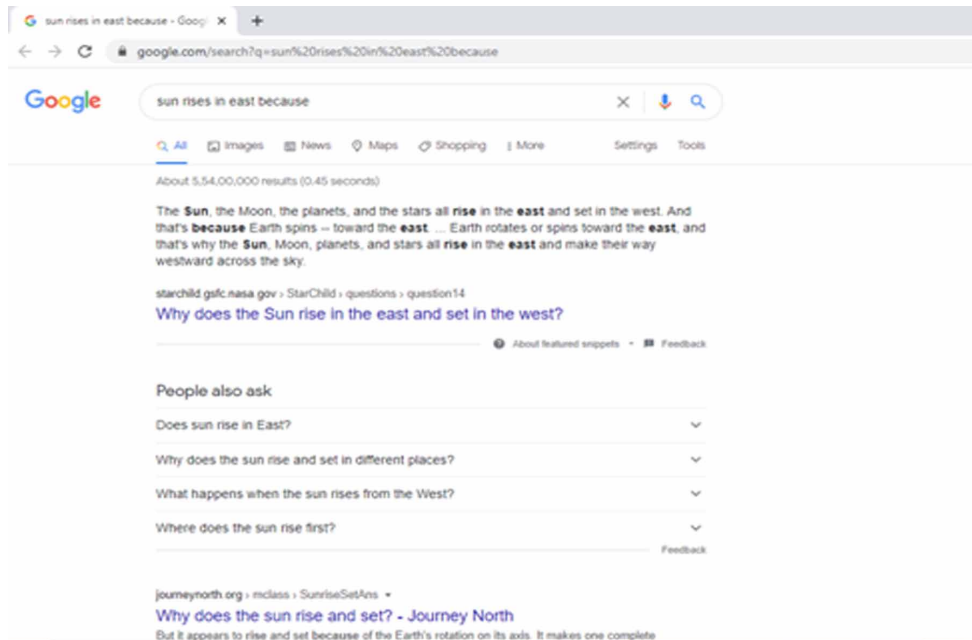 sun rises in east because - Goog
google.com/search?q=sun%20rises%20in%20east%20because
Google
sun rises in east because
All Images News Maps Shopping More Settings Tools
About 5,54,00,000 results (0.45 seconds)
The Sun, the Moon, the planets, and the stars all rise in the east and set in the west. And
that's because Earth spins -- toward the east. ... Earth rotates or spins toward the east, and
that's why the Sun, Moon, planets, and stars all rise in the east and make their way
westward across the sky.
starchild.gsfc.nasa.gov › StarChild › questions › question14
Why does the Sun rise in the east and set in the west?
About featured snippets • Feedback
People also ask
Does sun rise in East?
Why does the sun rise and set in different places?
What happens when the sun rises from the West?
Where does the sun rise first?
Feedback
journeynorth.org › mclass › SunriseSetAns
Why does the sun rise and set? - Journey North
But it appears to rise and set because of the Earth's rotation on its axis. It makes one complete